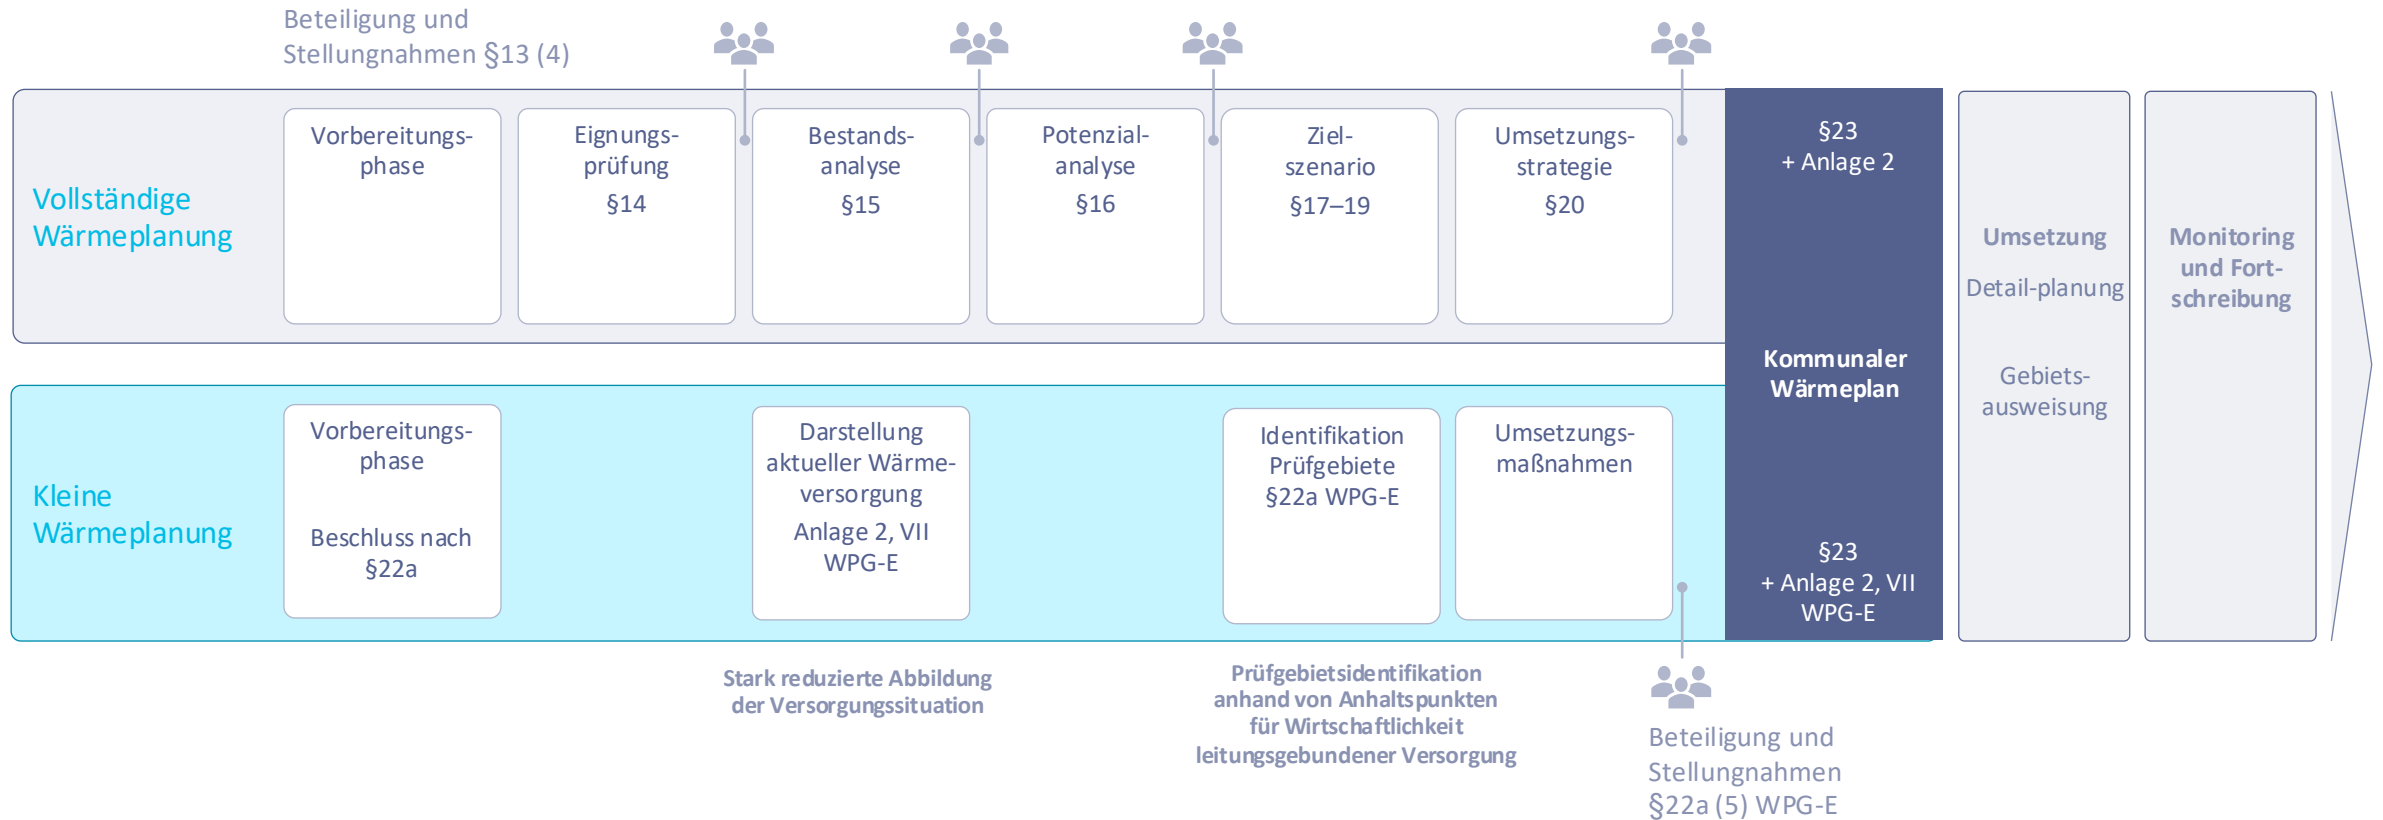 Beteiligung und
Stellungnahmen §13 (4)
Vollständige
Wärmeplanung
Vorbereitungs-
phase
Eignungs-
prüfung
§14
Bestands-
analyse
§15
Potenzial-
analyse
§16
Ziel-
szenario
§17–19
Umsetzungs-
strategie
§20
§23
+ Anlage 2
Kommunaler
Wärmeplan
§23
+ Anlage 2, VII
WPG-E
Umsetzung
Detail-planung
Gebiets-
ausweisung
Monitoring
und Fort-
schreibung
Kleine
Wärmeplanung
Vorbereitungs-
phase
Beschluss nach
§22a
Darstellung
aktueller Wärme-
versorgung
Anlage 2, VII
WPG-E
Identifikation
Prüfgebiete
§22a WPG-E
Umsetzungs-
maßnahmen
Stark reduzierte Abbildung
der Versorgungssituation
Prüfgebietsidentifikation
anhand von Anhaltspunkten
für Wirtschaftlichkeit
leitungsgebundener Versorgung
Beteiligung und
Stellungnahmen
§22a (5) WPG-E